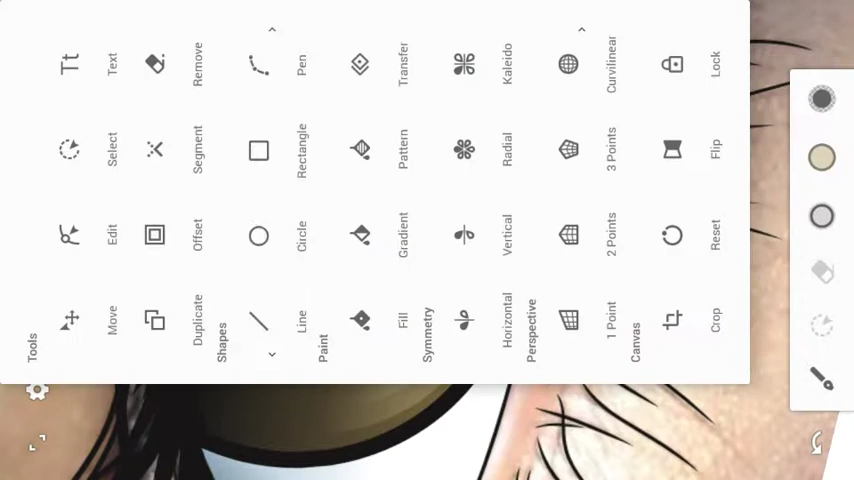 Tools
Move Edit Select Text
Duplicate Offset Segment Remove
Shapes
Line Circle Rectangle Pen
Paint
Fill Gradient Pattern Transfer
Symmetry
Horizontal Vertical Radial Kaleido
Perspective
1 Point 2 Points 3 Points Curvilinear
Canvas
Crop Reset Flip Lock